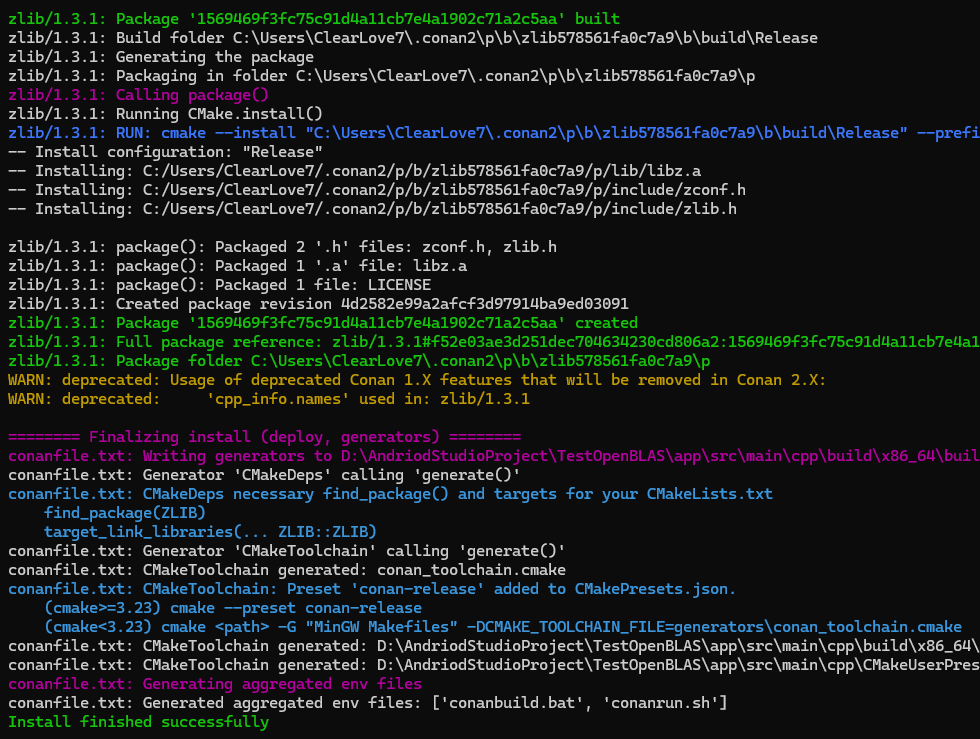 zlib/1.3.1: Package '1569469f3fc75c91d4a11cb7e4a1902c71a2c5aa' built
zlib/1.3.1: Build folder C:\Users\ClearLove7\.conan2\p\b\zlib578561fa0c7a9\b\build\Release
zlib/1.3.1: Generating the package
zlib/1.3.1: Packaging in folder C:\Users\ClearLove7\.conan2\p\b\zlib578561fa0c7a9\p
zlib/1.3.1: Calling package()
zlib/1.3.1: Running CMake.install()
zlib/1.3.1: RUN: cmake --install "C:\Users\ClearLove7\.conan2\p\b\zlib578561fa0c7a9\b\build\Release" --prefi
-- Install configuration: "Release"
-- Installing: C:/Users/ClearLove7/.conan2/p/b/zlib578561fa0c7a9/p/lib/libz.a
-- Installing: C:/Users/ClearLove7/.conan2/p/b/zlib578561fa0c7a9/p/include/zconf.h
-- Installing: C:/Users/ClearLove7/.conan2/p/b/zlib578561fa0c7a9/p/include/zlib.h
zlib/1.3.1: package(): Packaged 2 '.h' files: zconf.h, zlib.h
zlib/1.3.1: package(): Packaged 1 '.a' file: libz.a
zlib/1.3.1: package(): Packaged 1 file: LICENSE
zlib/1.3.1: Created package revision 4d2582e99a2afcf3d97914ba9ed03091
zlib/1.3.1: Package '1569469f3fc75c91d4a11cb7e4a1902c71a2c5aa' created
zlib/1.3.1: Full package reference: zlib/1.3.1#f52e03ae3d251dec704634230cd806a2:1569469f3fc75c91d4a11cb7e4a1
zlib/1.3.1: Package folder C:\Users\ClearLove7\.conan2\p\b\zlib578561fa0c7a9\p
WARN: deprecated: Usage of deprecated Conan 1.X features that will be removed in Conan 2.X:
WARN: deprecated:     'cpp_info.names' used in: zlib/1.3.1
======== Finalizing install (deploy, generators) ========
conanfile.txt: Writing generators to D:\AndriodStudioProject\TestOpenBLAS\app\src\main\cpp\build\x86_64\buil
conanfile.txt: Generator 'CMakeDeps' calling 'generate()'
conanfile.txt: CMakeDeps necessary find_package() and targets for your CMakeLists.txt
    find_package(ZLIB)
    target_link_libraries(... ZLIB::ZLIB)
conanfile.txt: Generator 'CMakeToolchain' calling 'generate()'
conanfile.txt: CMakeToolchain generated: conan_toolchain.cmake
conanfile.txt: CMakeToolchain: Preset 'conan-release' added to CMakePresets.json.
    (cmake>=3.23) cmake --preset conan-release
    (cmake<3.23) cmake <path> -G "MinGW Makefiles" -DCMAKE_TOOLCHAIN_FILE=generators\conan_toolchain.cmake
conanfile.txt: CMakeToolchain generated: D:\AndriodStudioProject\TestOpenBLAS\app\src\main\cpp\build\x86_64\
conanfile.txt: CMakeToolchain generated: D:\AndriodStudioProject\TestOpenBLAS\app\src\main\cpp\CMakeUserPres
conanfile.txt: Generating aggregated env files
conanfile.txt: Generated aggregated env files: ['conanbuild.bat', 'conanrun.sh']
Install finished successfully